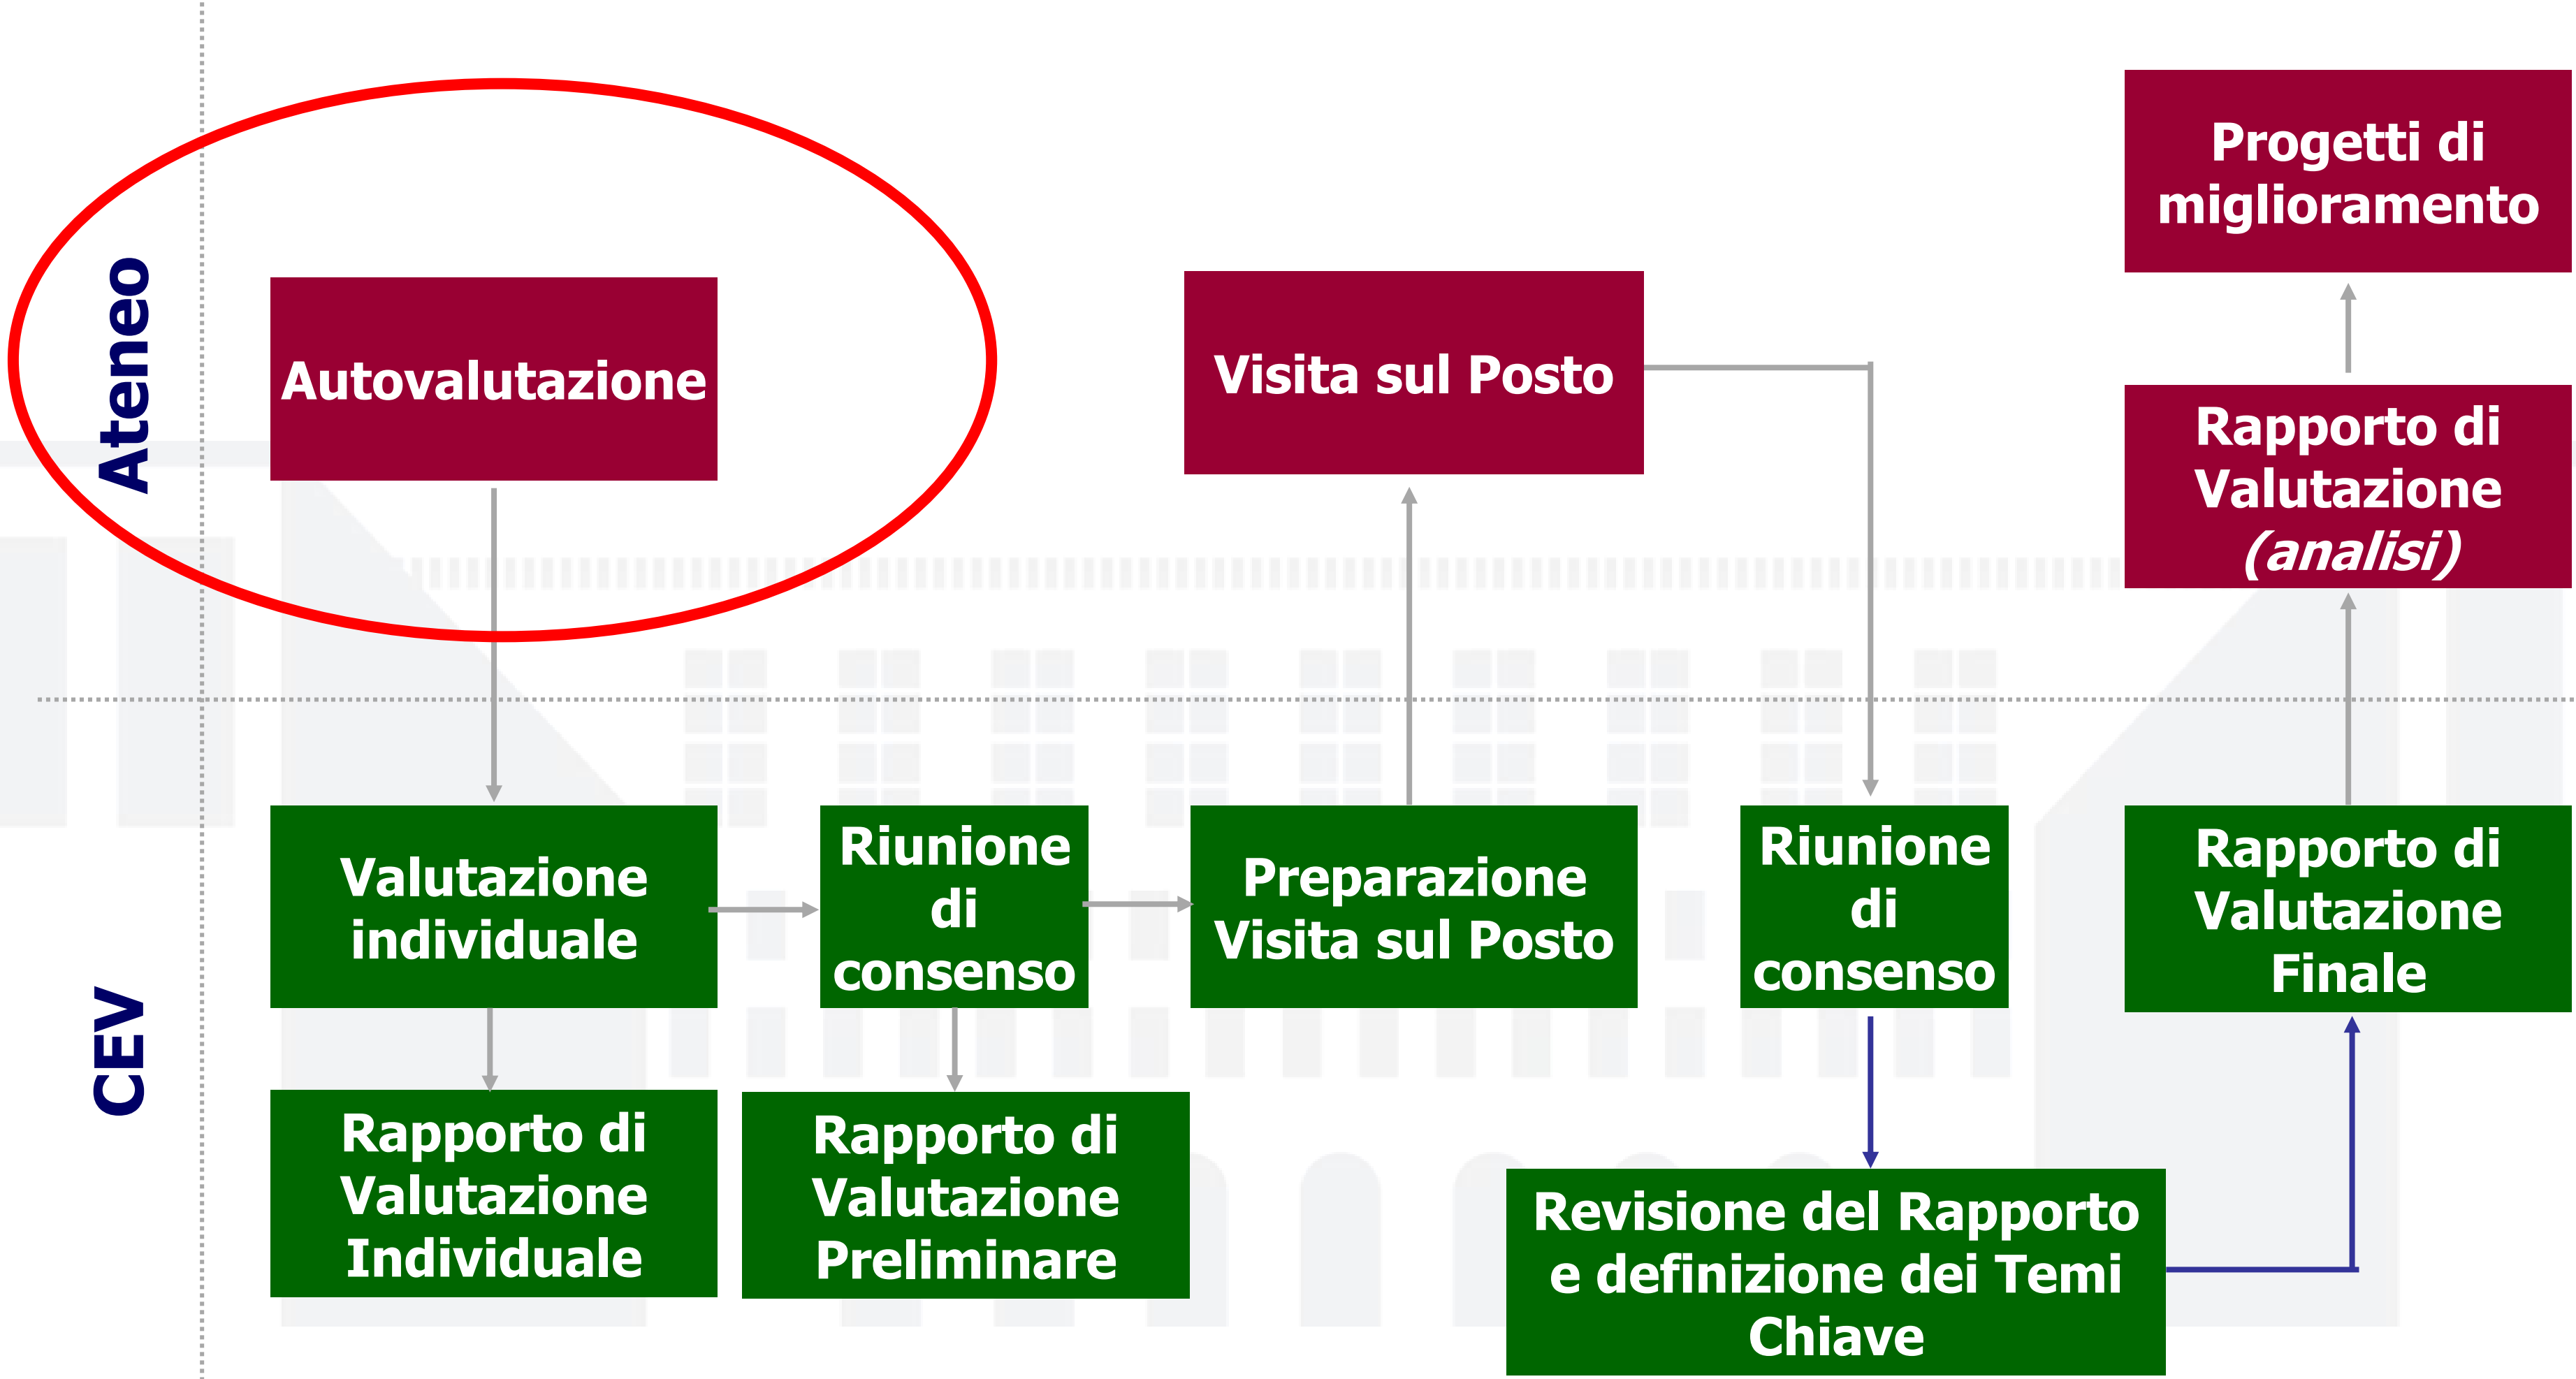 Ateneo
Autovalutazione
Visita sul Posto
Progetti di
miglioramento
Rapporto di
Valutazione
(analisi)
CEV
Valutazione
individuale
Riunione
di
consenso
Preparazione
Visita sul Posto
Riunione
di
consenso
Rapporto di
Valutazione
Finale
Rapporto di
Valutazione
Individuale
Rapporto di
Valutazione
Preliminare
Revisione del Rapporto
e definizione dei Temi
Chiave